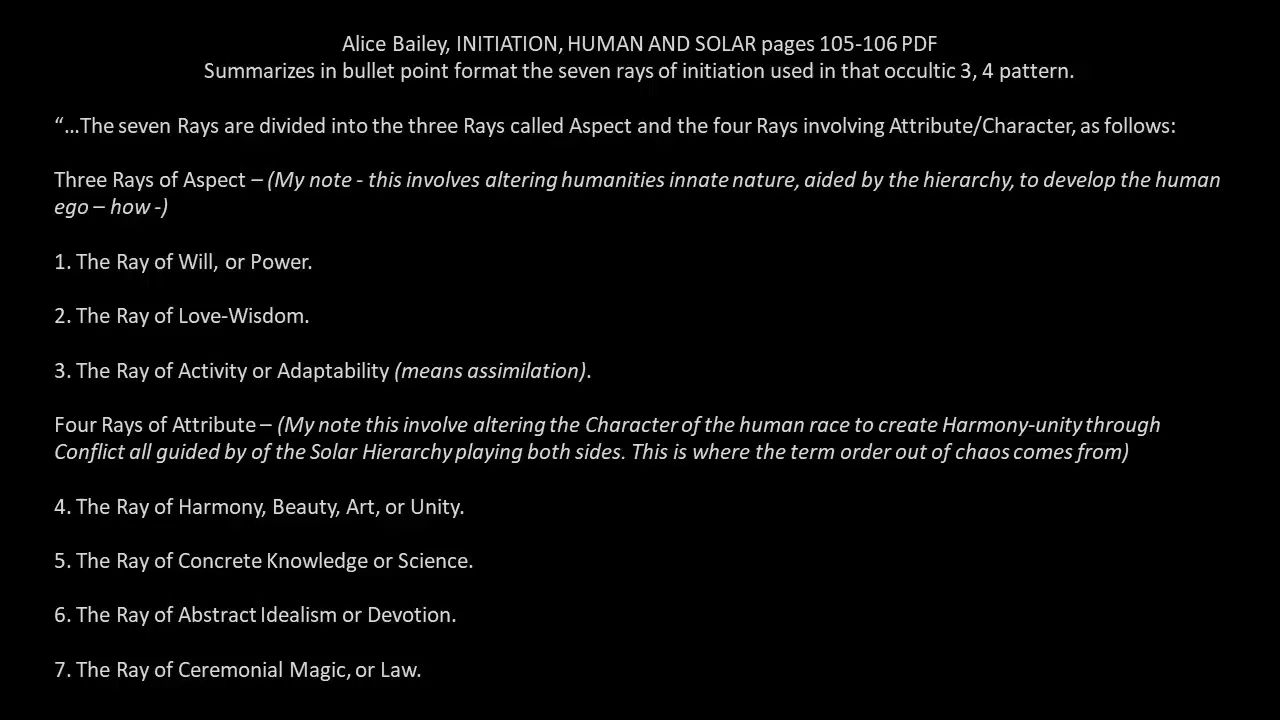 Alice Bailey, INITIATION, HUMAN AND SOLAR pages 105-106 PDF
Summarizes in bullet point format the seven rays of initiation used in that occultic 3, 4 pattern.
“…The seven Rays are divided into the three Rays called Aspect and the four Rays involving Attribute/Character, as follows:
Three Rays of Aspect – (My note - this involves altering humanities innate nature, aided by the hierarchy, to develop the human
ego – how -)
1. The Ray of Will, or Power.
2. The Ray of Love-Wisdom.
3. The Ray of Activity or Adaptability (means assimilation).
Four Rays of Attribute – (My note this involve altering the Character of the human race to create Harmony-unity through
Conflict all guided by of the Solar Hierarchy playing both sides. This is where the term order out of chaos comes from)
4. The Ray of Harmony, Beauty, Art, or Unity.
5. The Ray of Concrete Knowledge or Science.
6. The Ray of Abstract Idealism or Devotion.
7. The Ray of Ceremonial Magic, or Law.